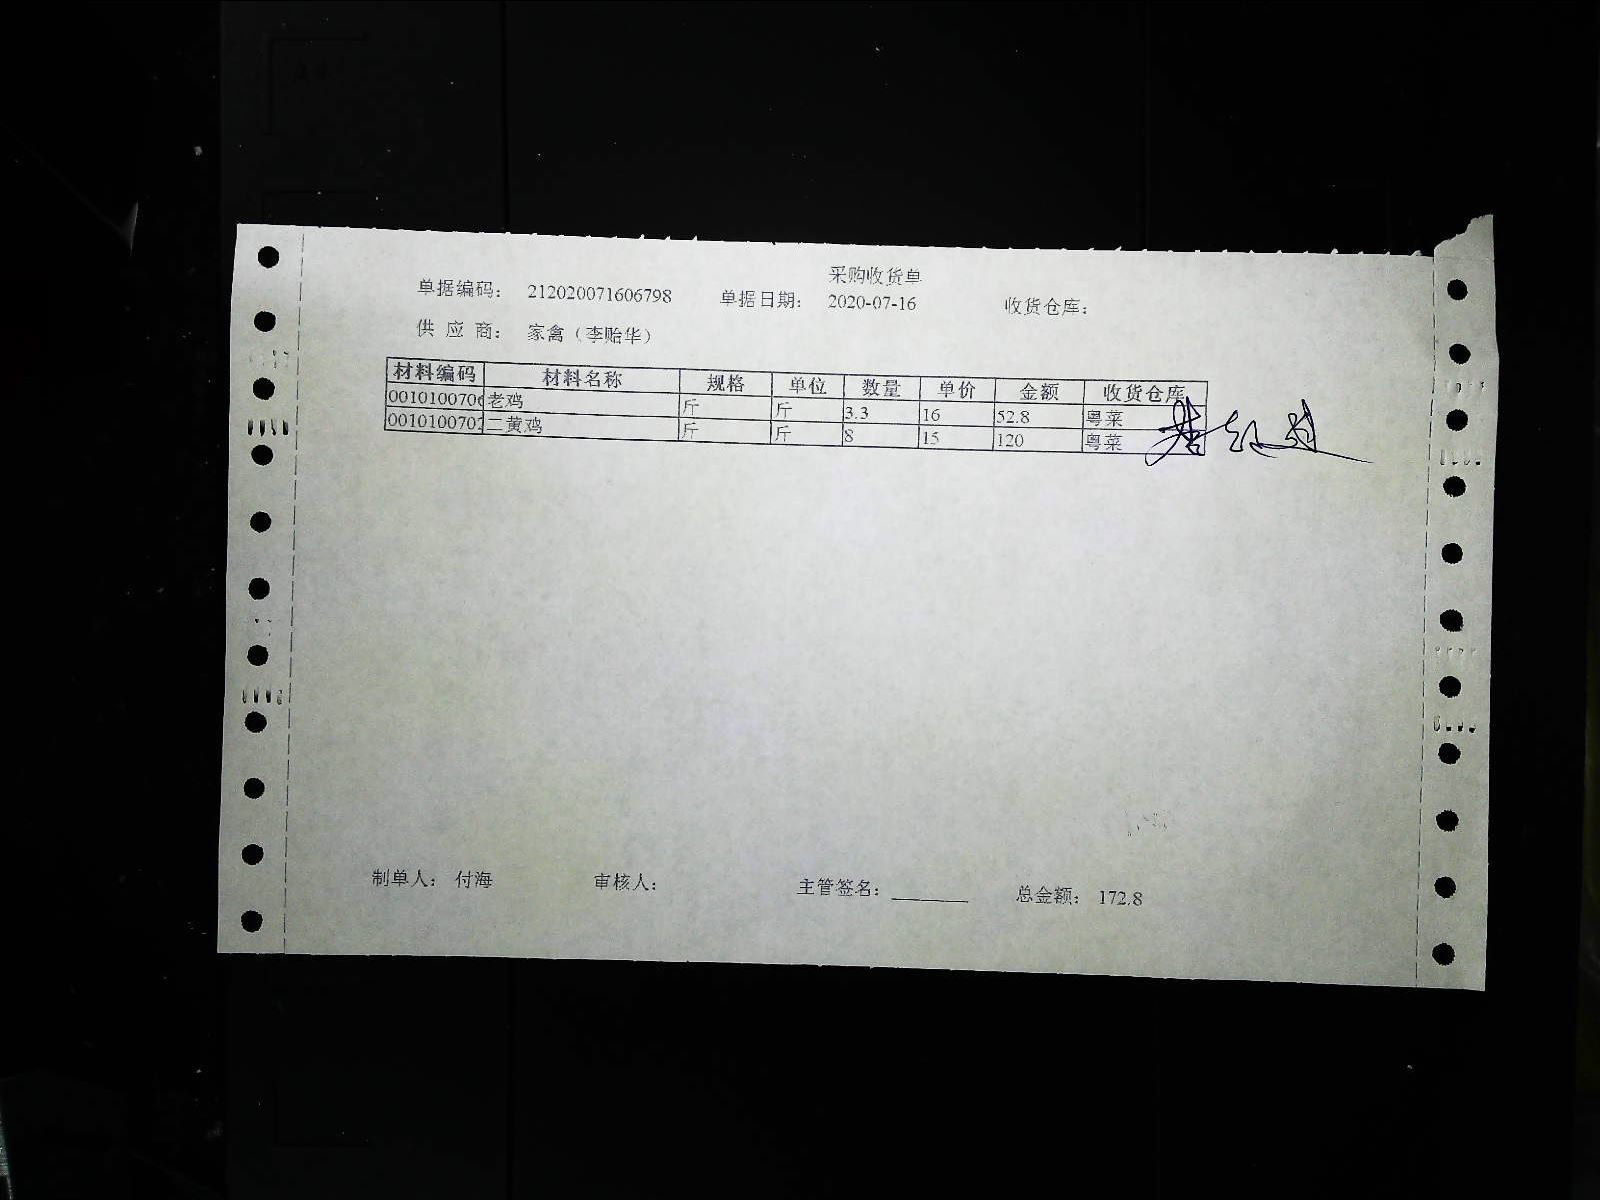 采购收货单
单据编码： 212020071606798 单据日期： 2020-07-16 收货仓库：
供 应 商： 家禽（李贻华）
材料编码 材料名称 规格 单位 数量 单价 金额 收货仓库
0010100706 老鸡 斤 斤 3.3 16 52.8 粤菜
0010100702 二黄鸡 斤 斤 8 15 120 粤菜
制单人： 付海 审核人： 主管签名： 总金额： 172.8